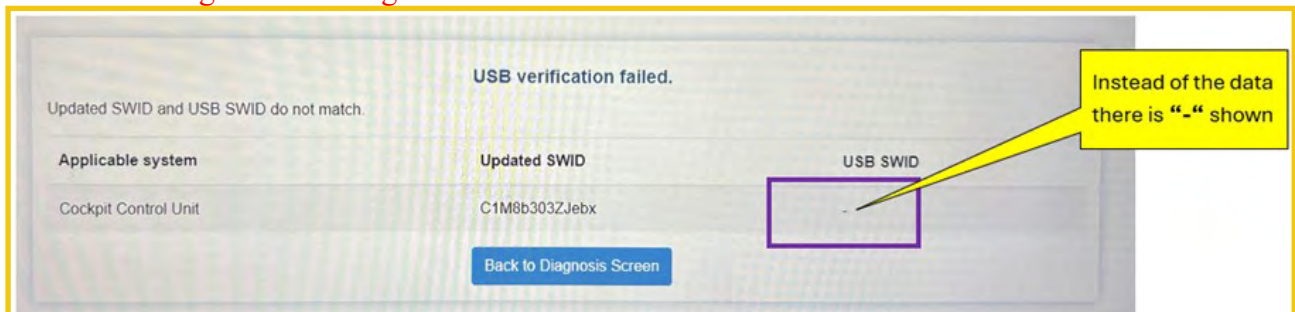 USB verification failed.
Updated SWID and USB SWID do not match.
Applicable system Updated SWID USB SWID
Cockpit Control Unit C1M8b303ZJebx -
Back to Diagnosis Screen
Instead of the data
there is “-“ shown